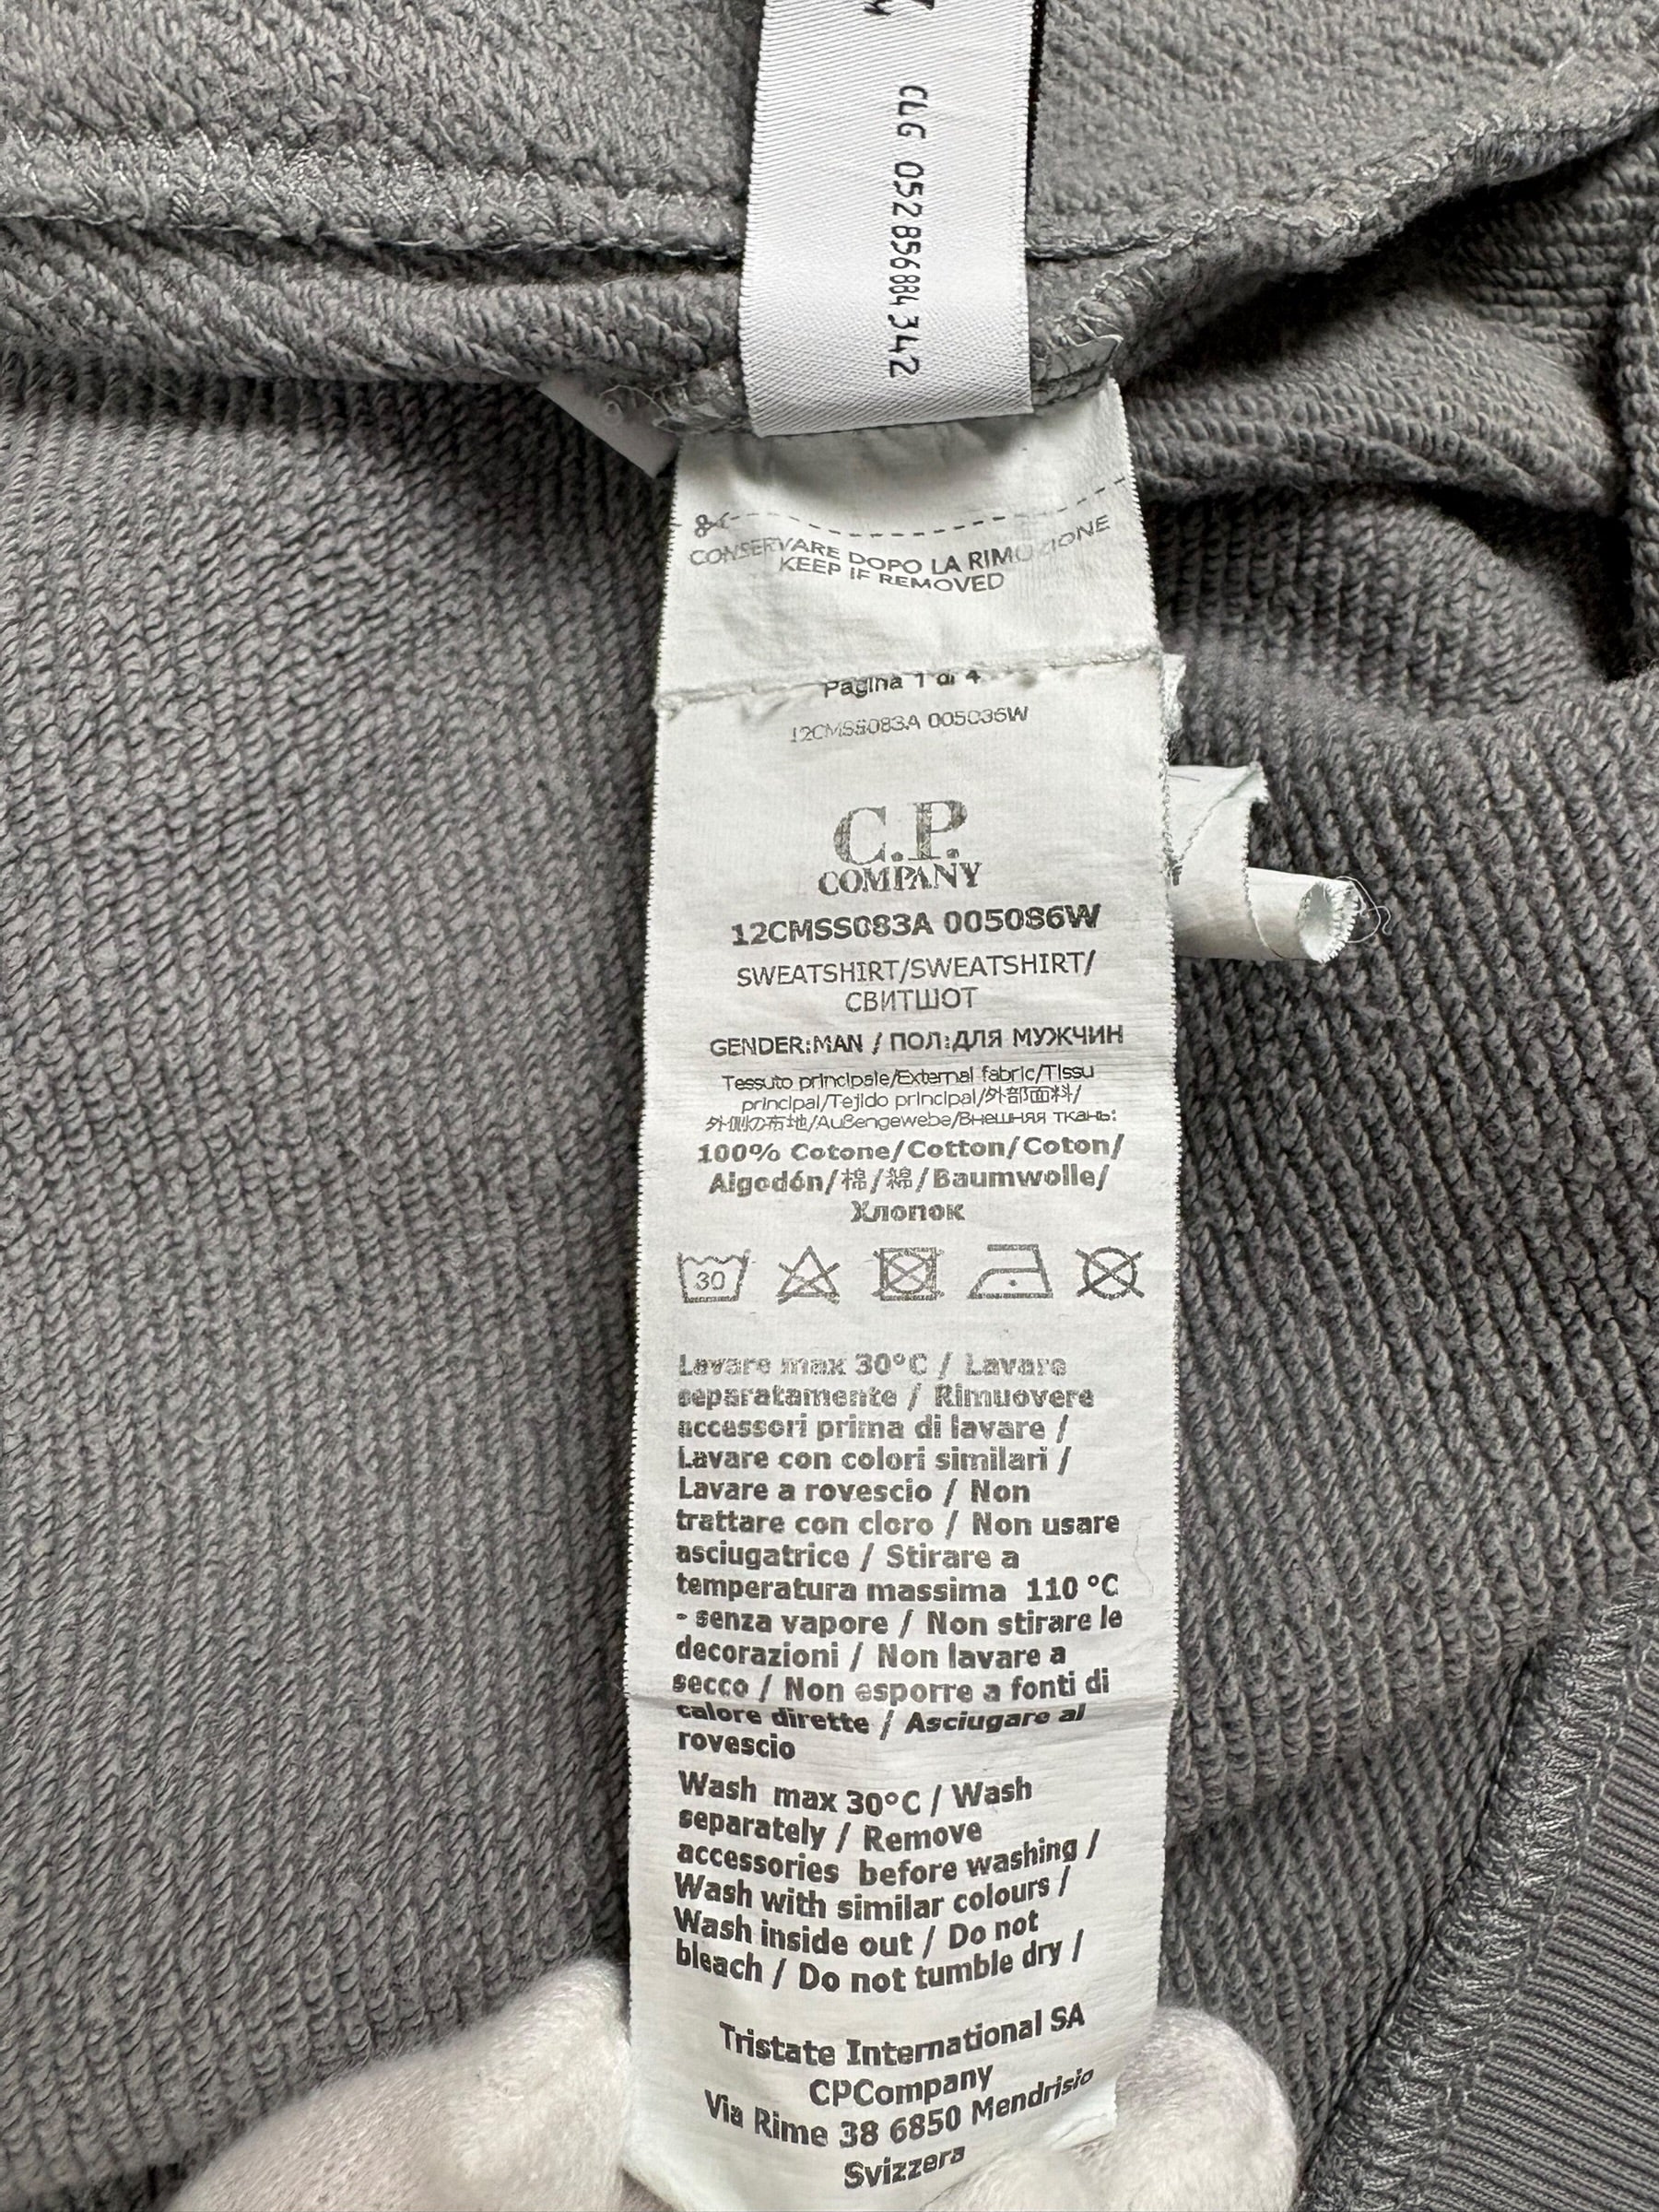 CLG 052 856 884 342
CONSERVARE DOPO LA RIMOZIONE
KEEP IF REMOVED
Pagina 1 di 4
12CMSS083A 005086W
C.P.
COMPANY
12CMSS083A 005086W
SWEATSHIRT/SWEATSHIRT/
СВИТШОТ
GENDER:MAN / ПОЛ:ДЛЯ МУЖЧИН
Tessuto principale/External fabric/Tissu
principal/Tejido principal/外部面料/
外側の布地/Außengewebe/Внешняя ткань:
100% Cotone/Cotton/Coton/
Algodón/棉/綿/Baumwolle/
Хлопок
30
Lavare max 30°C / Lavare
separatamente / Rimuovere
accessori prima di lavare /
Lavare con colori similari /
Lavare a rovescio / Non
trattare con cloro / Non usare
asciugatrice / Stirare a
temperatura massima 110 °C
- senza vapore / Non stirare le
decorazioni / Non lavare a
secco / Non esporre a fonti di
calore dirette / Asciugare al
rovescio
Wash max 30°C / Wash
separately / Remove
accessories before washing /
Wash with similar colours /
Wash inside out / Do not
bleach / Do not tumble dry /
Tristate International SA
CPCompany
Via Rime 38 6850 Mendrisio
Svizzera